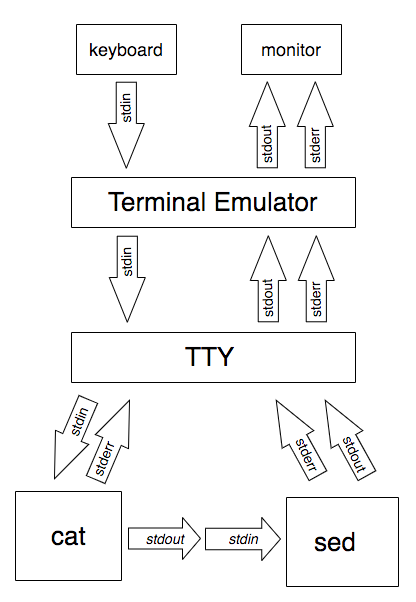 keyboard
monitor
stdin
stdout
stderr
Terminal Emulator
stdin
stdout
stderr
TTY
stdin
stderr
stderr
stdout
cat
stdout
stdin
sed